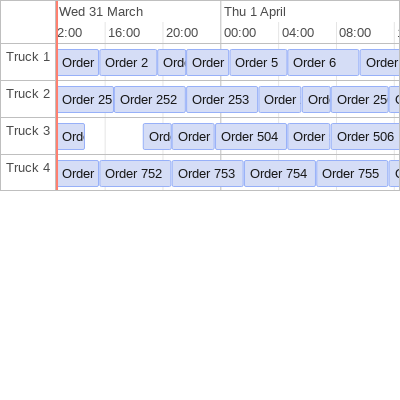 Wed 31 March Thu 1 April
2:00 16:00 20:00 00:00 04:00 08:00
Truck 1 Order Order 2 Ord Order Order 5 Order 6 Order
Truck 2 Order 25 Order 252 Order 253 Order Ord Order 25
Truck 3 Ord Ord Order Order 504 Order Order 506
Truck 4 Order Order 752 Order 753 Order 754 Order 755